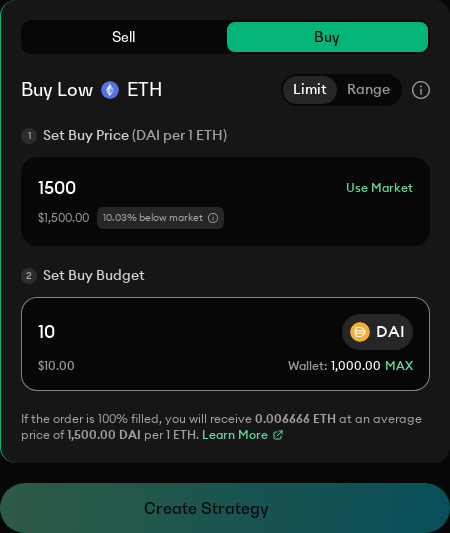 Sell Buy
Buy Low ETH Limit Range
1 Set Buy Price (DAI per 1 ETH)
1500 Use Market
$1,500.00 10.03% below market
2 Set Buy Budget
10 DAI
$10.00 Wallet: 1,000.00 MAX
If the order is 100% filled, you will receive 0.006666 ETH at an average
price of 1,500.00 DAI per 1 ETH. Learn More
Create Strategy